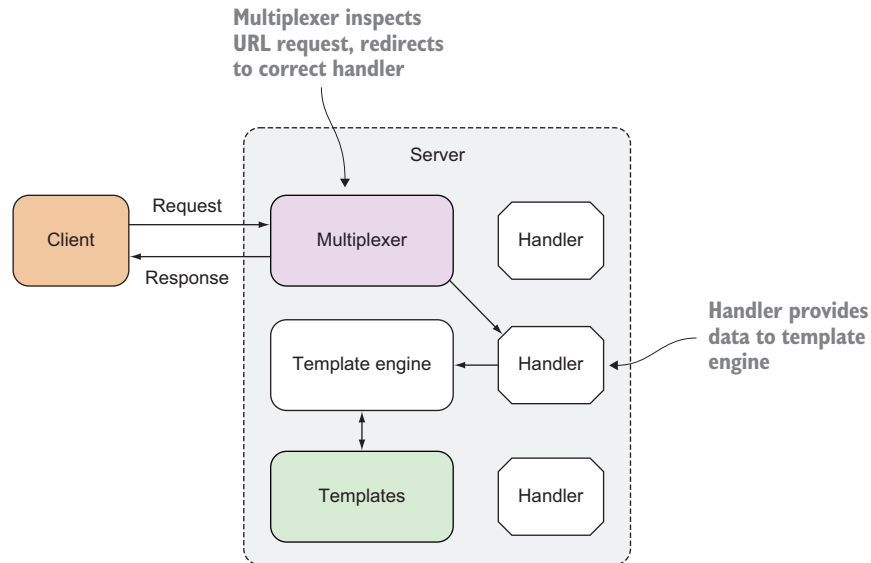 Multiplexer inspects
URL request, redirects
to correct handler
Server
Request
Client
Multiplexer
Handler
Response
Handler provides
data to template
engine
Template engine
Handler
Templates
Handler